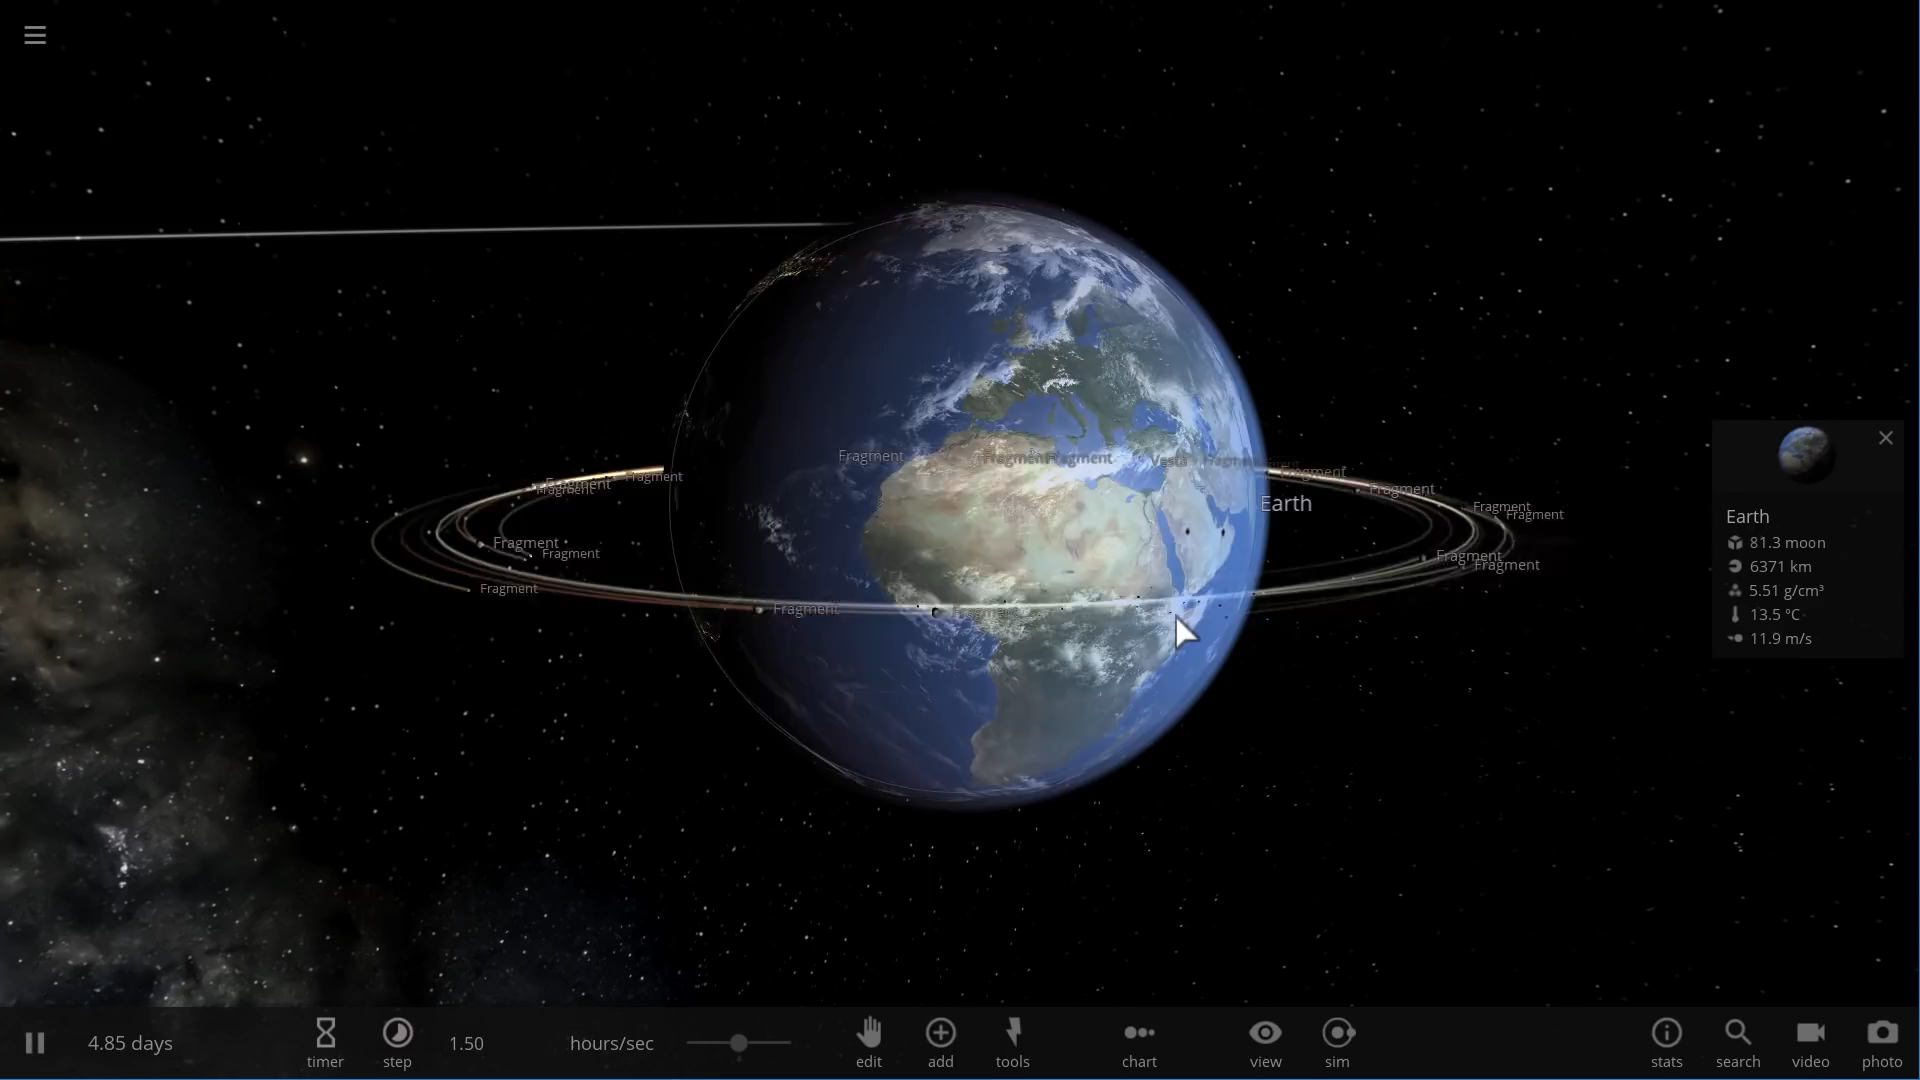 Fragment
Fragment
Fragment
Fragment
Fragment
Fragment
Vesta
Fragment
Fragment
Fragment
Fragment
Earth
Fragment
Fragment
Fragment
Fragment
Fragment
Fragment
Fragment
Earth
81.3 moon
6371 km
5.51 g/cm³
13.5 °C
11.9 m/s
4.85 days
timer
step
1.50
hours/sec
edit
add
tools
chart
view
sim
stats
search
video
photo